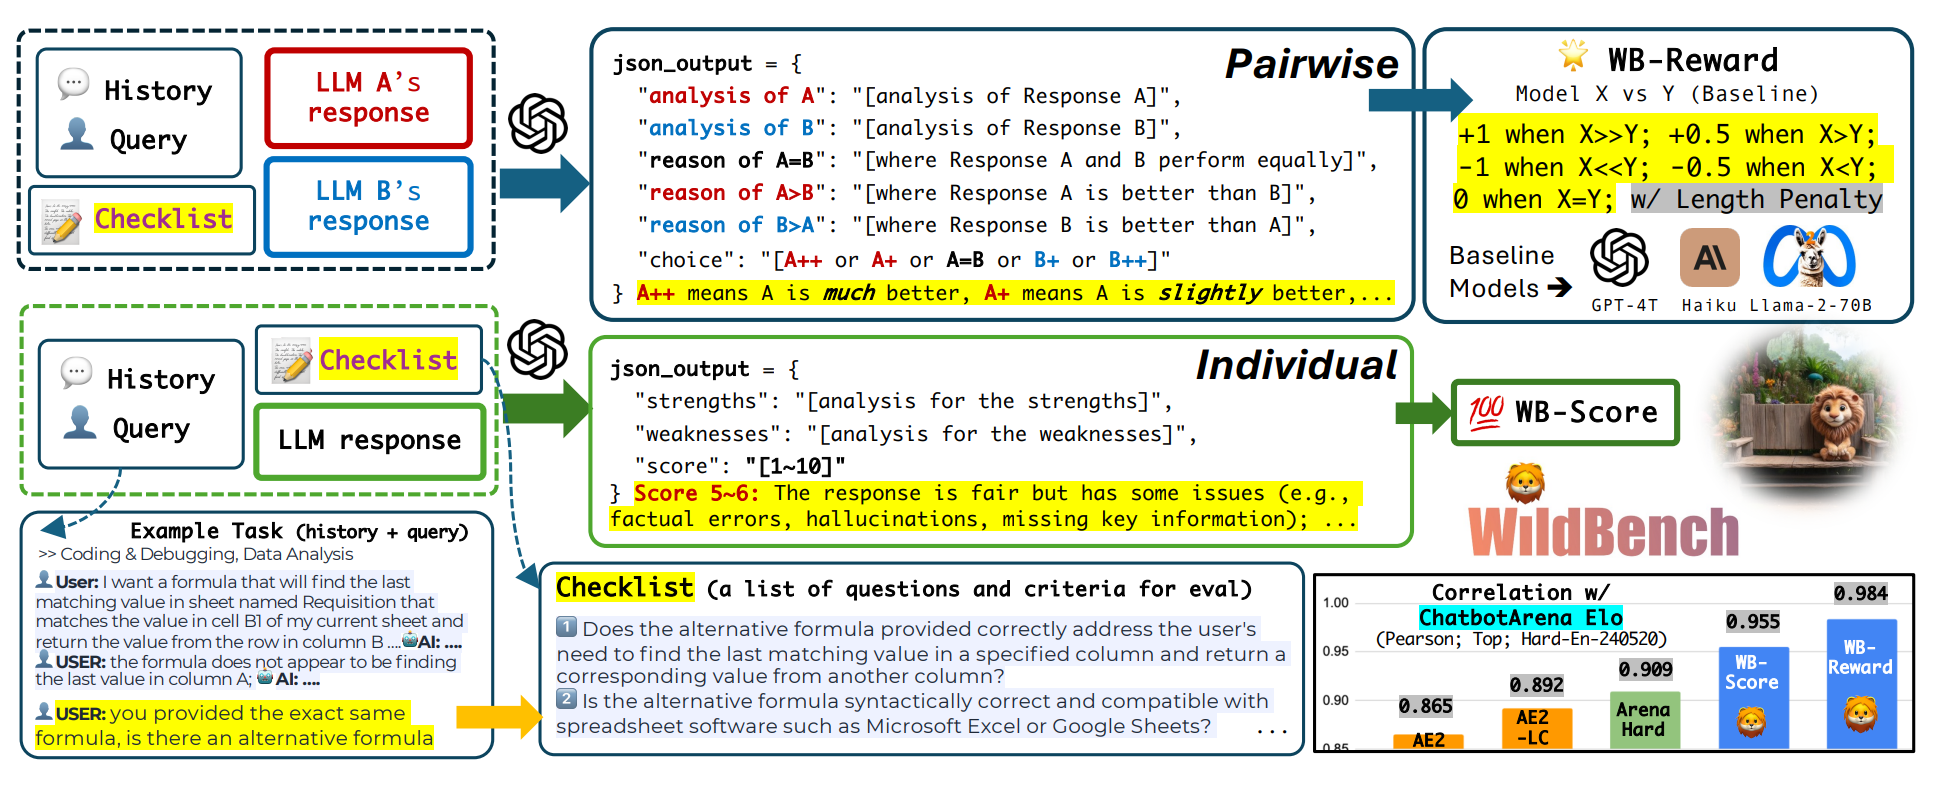 History
Query
Checklist
LLM A's
response
LLM B's
response
json_output = {
"analysis of A": "[analysis of Response A]",
"analysis of B": "[analysis of Response B]",
"reason of A=B": "[where Response A and B perform equally]",
"reason of A>B": "[where Response A is better than B]",
"reason of B>A": "[where Response B is better than A]",
"choice": "[A++ or A+ or A=B or B+ or B++]"
} A++ means A is much better, A+ means A is slightly better,...
Pairwise
WB-Reward
Model X vs Y (Baseline)
+1 when X>>Y; +0.5 when X>Y;
-1 when X<<Y; -0.5 when X<Y;
0 when X=Y; w/ Length Penalty
Baseline
Models ➔
GPT-4T Haiku Llama-2-70B
History
Query
Checklist
LLM response
json_output = {
"strengths": "[analysis for the strengths]",
"weaknesses": "[analysis for the weaknesses]",
"score": "[1~10]"
} Score 5~6: The response is fair but has some issues (e.g.,
factual errors, hallucinations, missing key information); ...
Individual
100 WB-Score
WildBench
Example Task (history + query)
>> Coding & Debugging, Data Analysis
User: I want a formula that will find the last
matching value in sheet named Requisition that
matches the value in cell B1 of my current sheet and
return the value from the row in column B .... AI: ....
USER: the formula does not appear to be finding
the last value in column A; AI: ....
USER: you provided the exact same
formula, is there an alternative formula
Checklist (a list of questions and criteria for eval)
1 Does the alternative formula provided correctly address the user's
need to find the last matching value in a specified column and return a
corresponding value from another column?
2 Is the alternative formula syntactically correct and compatible with
spreadsheet software such as Microsoft Excel or Google Sheets? ...
Correlation w/
ChatbotArena Elo
(Pearson; Top; Hard-En-240520)
1.00
0.95
0.90
0.85
0.865
AE2
0.892
AE2
-LC
0.909
Arena
Hard
0.955
WB-
Score
0.984
WB-
Reward